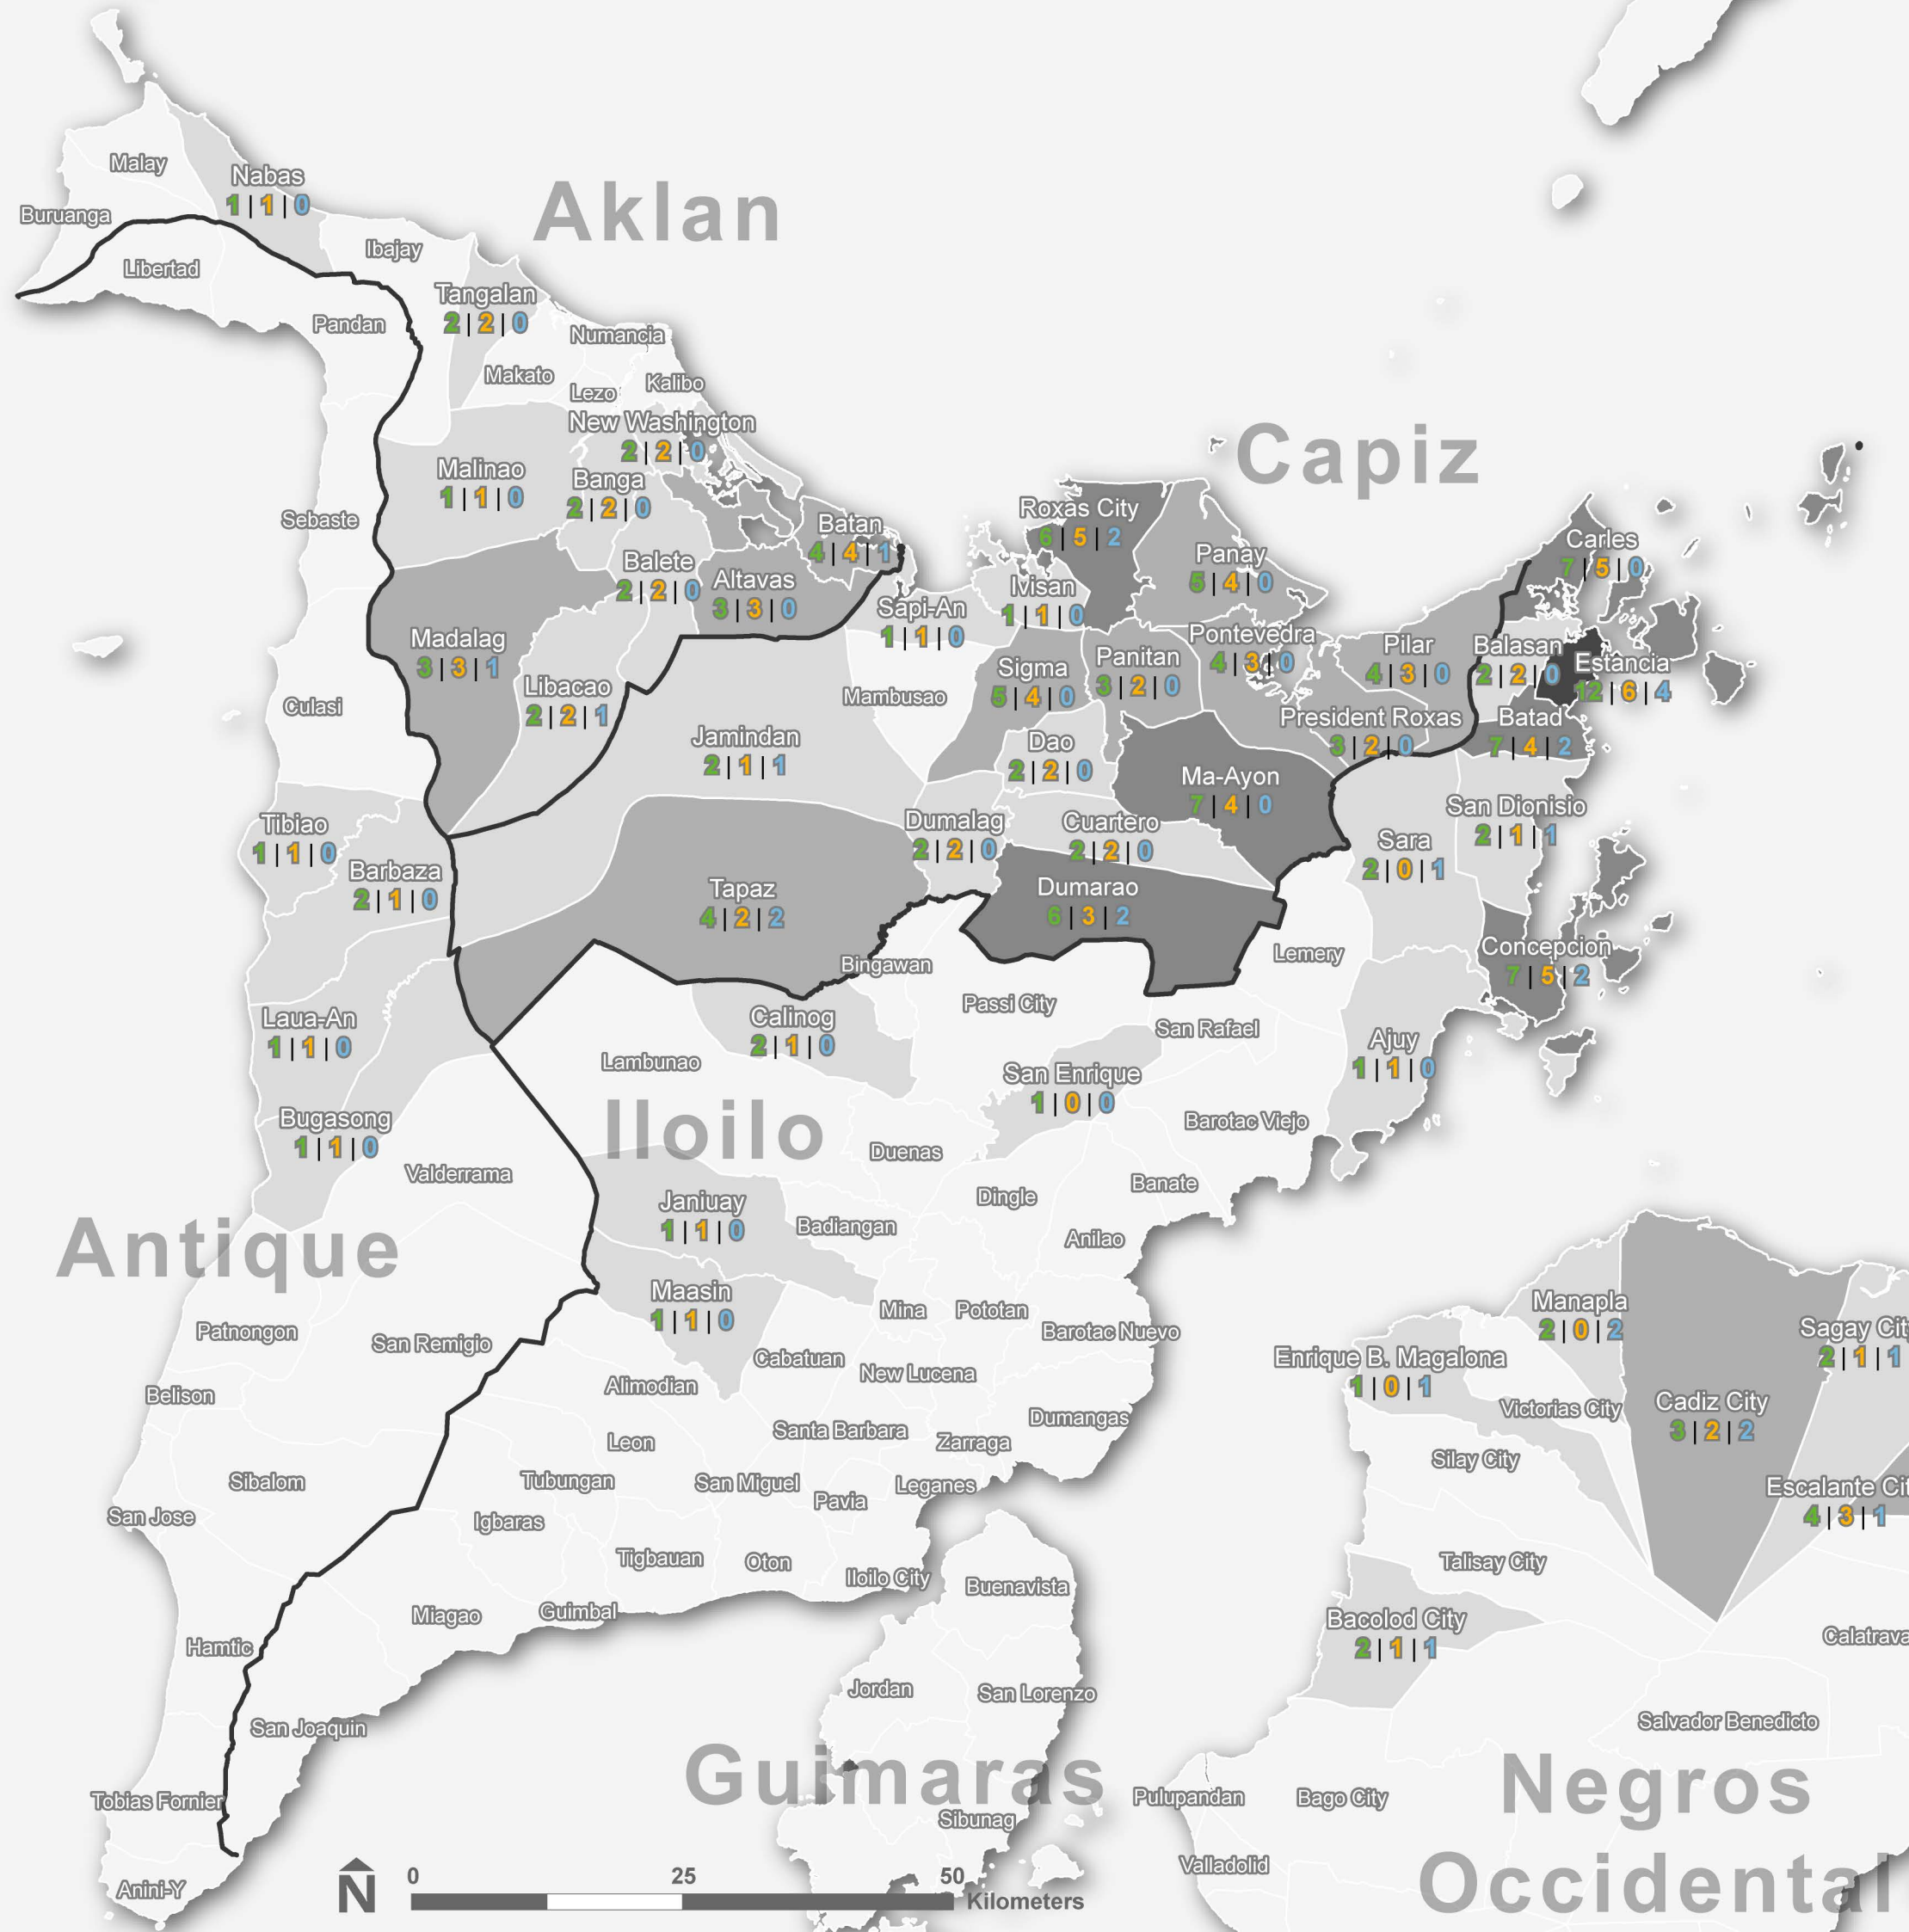 Malay
Nabas
1|1|0
Aklan
Buruanga
Ibajay
Libertad
Tangalan
2|2|0
Pandan
Numancia
Makato
Lezo
Kalibo
New Washington
2|2|0
Capiz
Malinao
1|1|0
Banga
2|2|0
Sebaste
Batan
4|4|1
Roxas City
6|5|2
Panay
5|4|0
Carles
7|5|0
Balete
2|2|0
Altavas
3|3|0
Ivisan
1|1|0
Sapi-An
1|1|0
Madalag
3|3|1
Pontevedra
4|3|0
Pilar
4|3|0
Balasan
2|2|0
Estancia
12|6|4
Sigma
5|4|0
Panitan
3|2|0
Libacao
2|2|1
Mambusao
Culasi
President Roxas
3|2|0
Batad
7|4|2
Jamindan
2|1|1
Dao
2|2|0
Ma-Ayon
7|4|0
San Dionisio
2|1|1
Tibiao
1|1|0
Dumalag
2|2|0
Cuartero
2|2|0
Sara
2|0|1
Barbaza
2|1|0
Tapaz
4|2|2
Dumarao
6|3|2
Concepcion
7|5|2
Lemery
Bingawan
Passi City
Laua-An
1|1|0
Calinog
2|1|0
San Rafael
Ajuy
1|1|0
Lambunao
San Enrique
1|0|0
Bugasong
1|1|0
Iloilo
Barotac Viejo
Duenas
Valderrama
Banate
Dingle
Janiuay
1|1|0
Badiangan
Antique
Anilao
Maasin
1|1|0
Mina
Pototan
Manapla
2|0|2
Patnongon
San Remigio
Barotac Nuevo
Sagay Cit
2|1|1
Cabatuan
New Lucena
Enrique B. Magalona
1|0|1
Alimodian
Belison
Cadiz City
3|2|2
Victorias City
Dumangas
Santa Barbara
Leon
Zarraga
Silay City
Sibalom
Tubungan
San Miguel
Leganes
Escalante Cit
4|3|1
Pavia
San Jose
Igbaras
Tigbauan
Oton
Iloilo City
Talisay City
Buenavista
Guimbal
Miagao
Bacolod City
2|1|1
Hamtic
Calatrava
Jordan
San Lorenzo
San Joaquin
Salvador Benedicto
Guimaras
Negros
Occidental
Tobias Fornier
Sibunag
Pulupandan
Bago City
Valladolid
Anini-Y
N
0 25 50
Kilometers